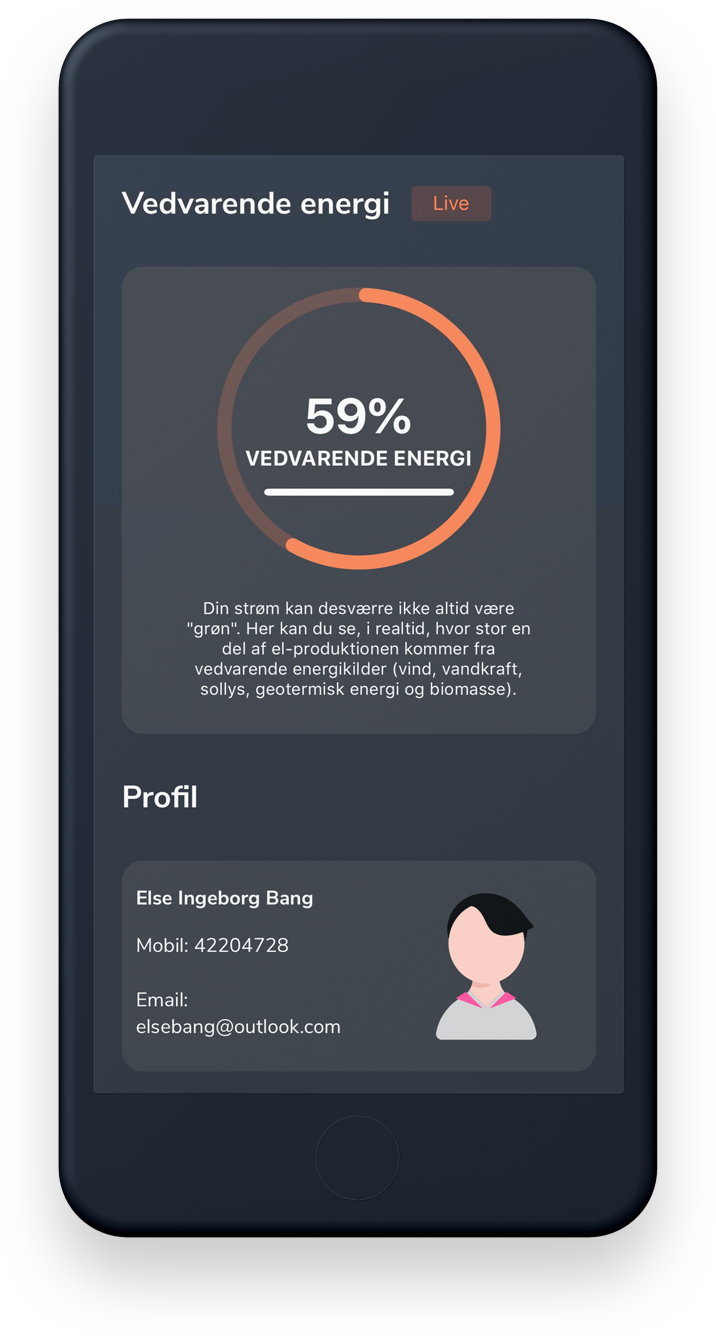 Vedvarende energi
Live
59%
VEDVARENDE ENERGI
Din strøm kan desværre ikke altid være
"grøn". Her kan du se, i realtid, hvor stor en
del af el-produktionen kommer fra
vedvarende energikilder (vind, vandkraft,
sollys, geotermisk energi og biomasse).
Profil
Else Ingeborg Bang
Mobil: 42204728
Email:
elsebang@outlook.com